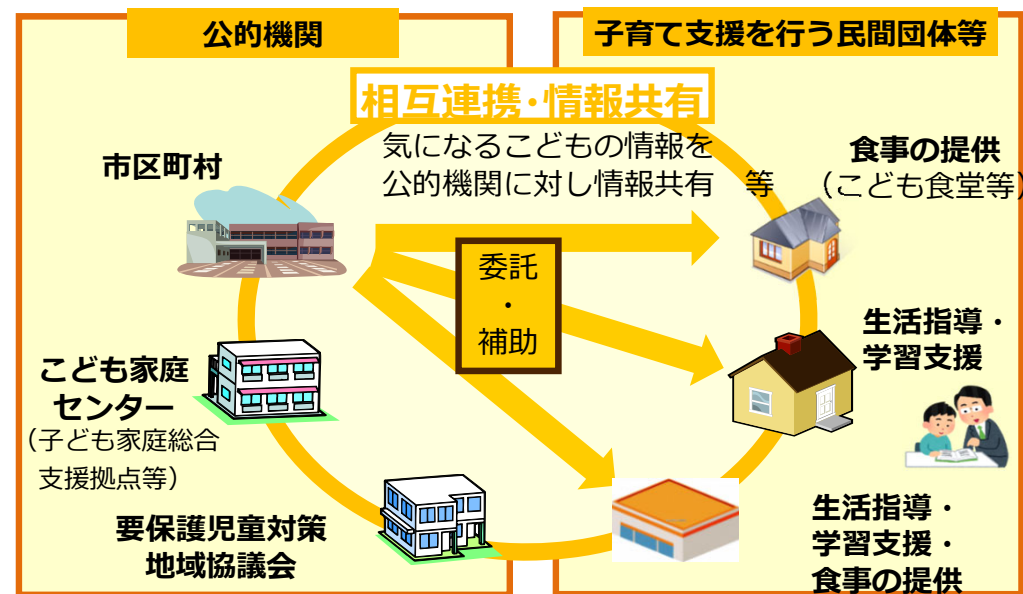 公的機関
子育て支援を行う民間団体等
相互連携・情報共有
気になるこどもの情報を
公的機関に対し情報共有　等
市区町村
食事の提供
（こども食堂等）
委託
・
補助
生活指導・
学習支援
こども家庭
センター
（子ども家庭総合
支援拠点等）
要保護児童対策
地域協議会
生活指導・
学習支援・
食事の提供